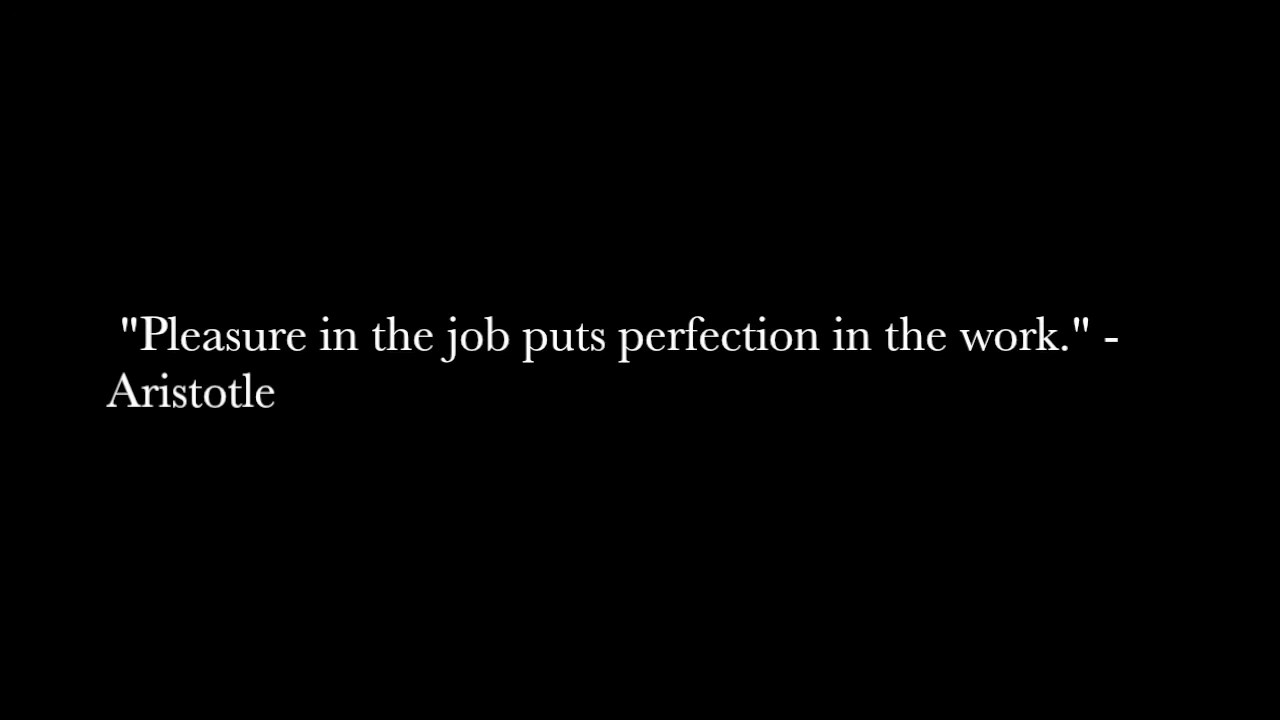 "Pleasure in the job puts perfection in the work." -
Aristotle